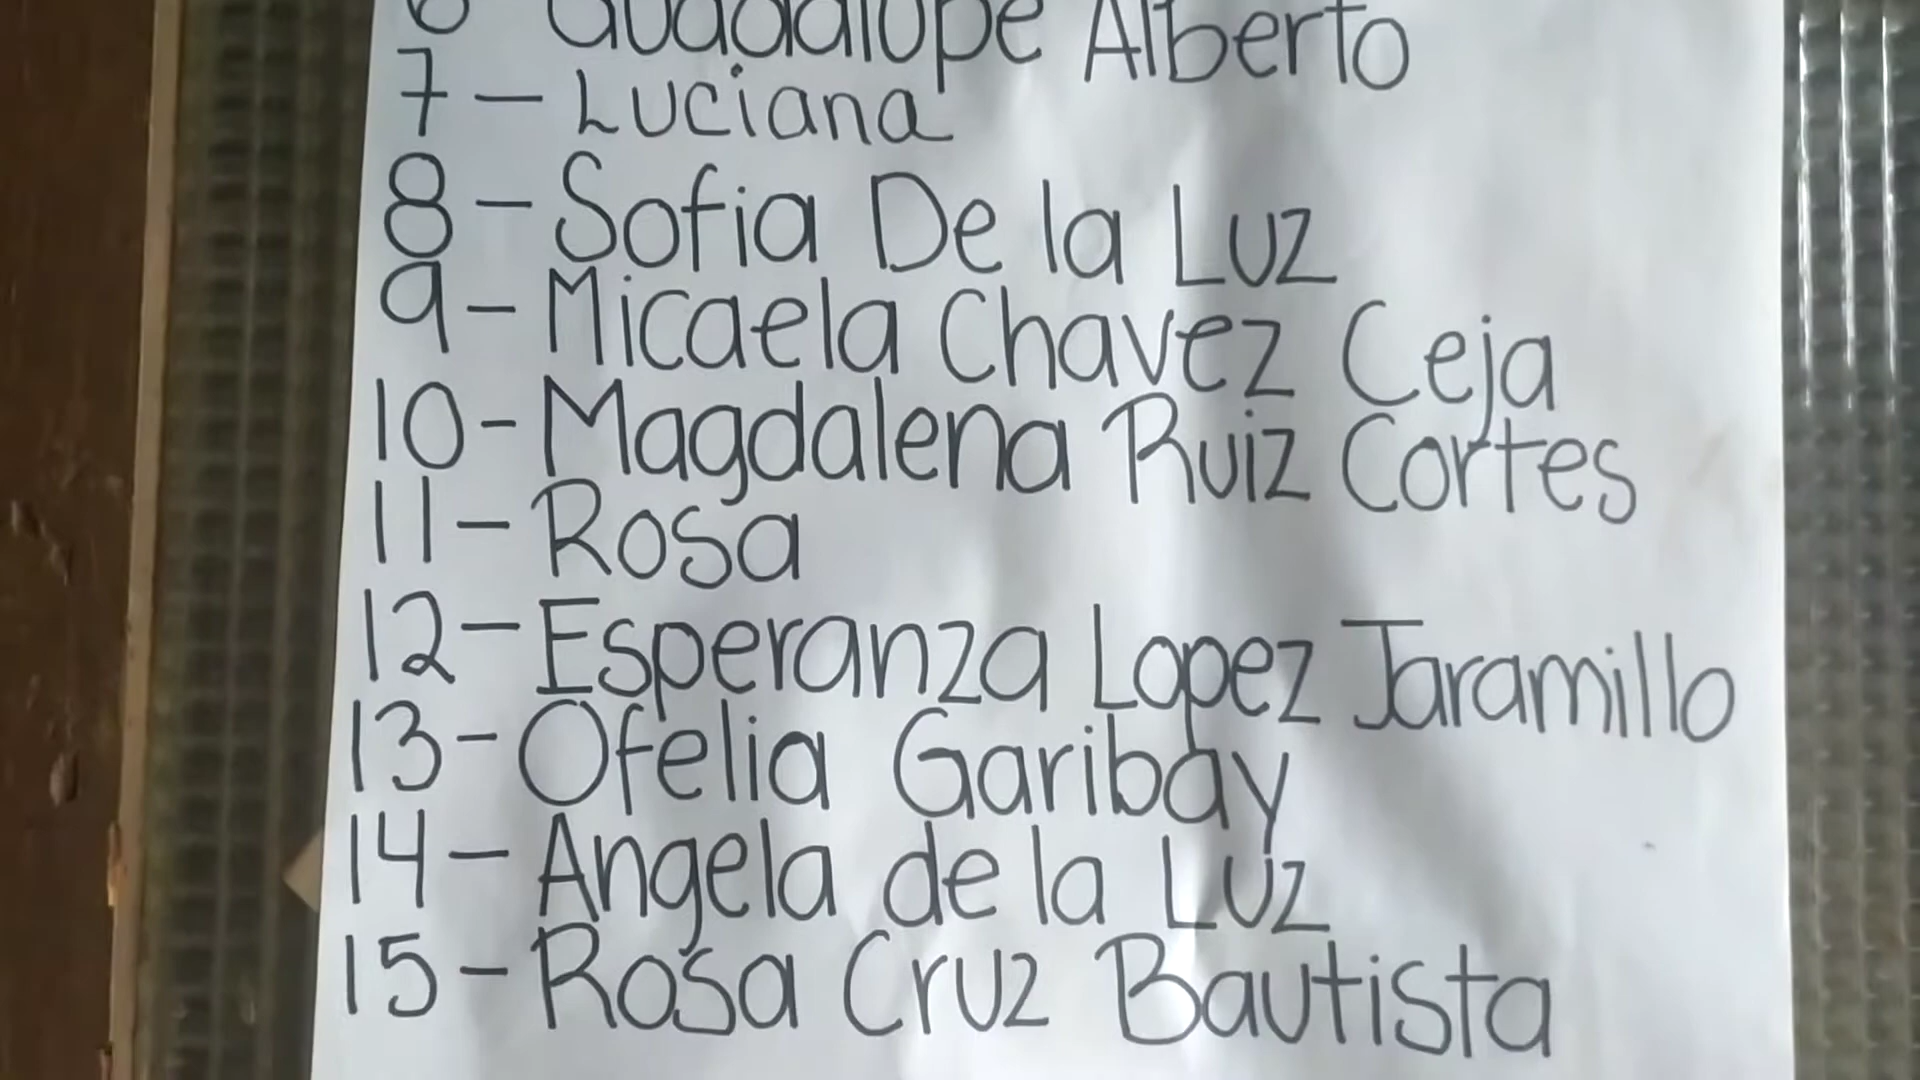 6 Guadalupe Alberto
7 - Luciana
8 - Sofia De la Luz
9 - Micaela Chavez Ceja
10 - Magdalena Ruiz Cortes
11 - Rosa
12 - Esperanza Lopez Jaramillo
13 - Ofelia Garibay
14 - Angela de la Luz
15 - Rosa Cruz Bautista